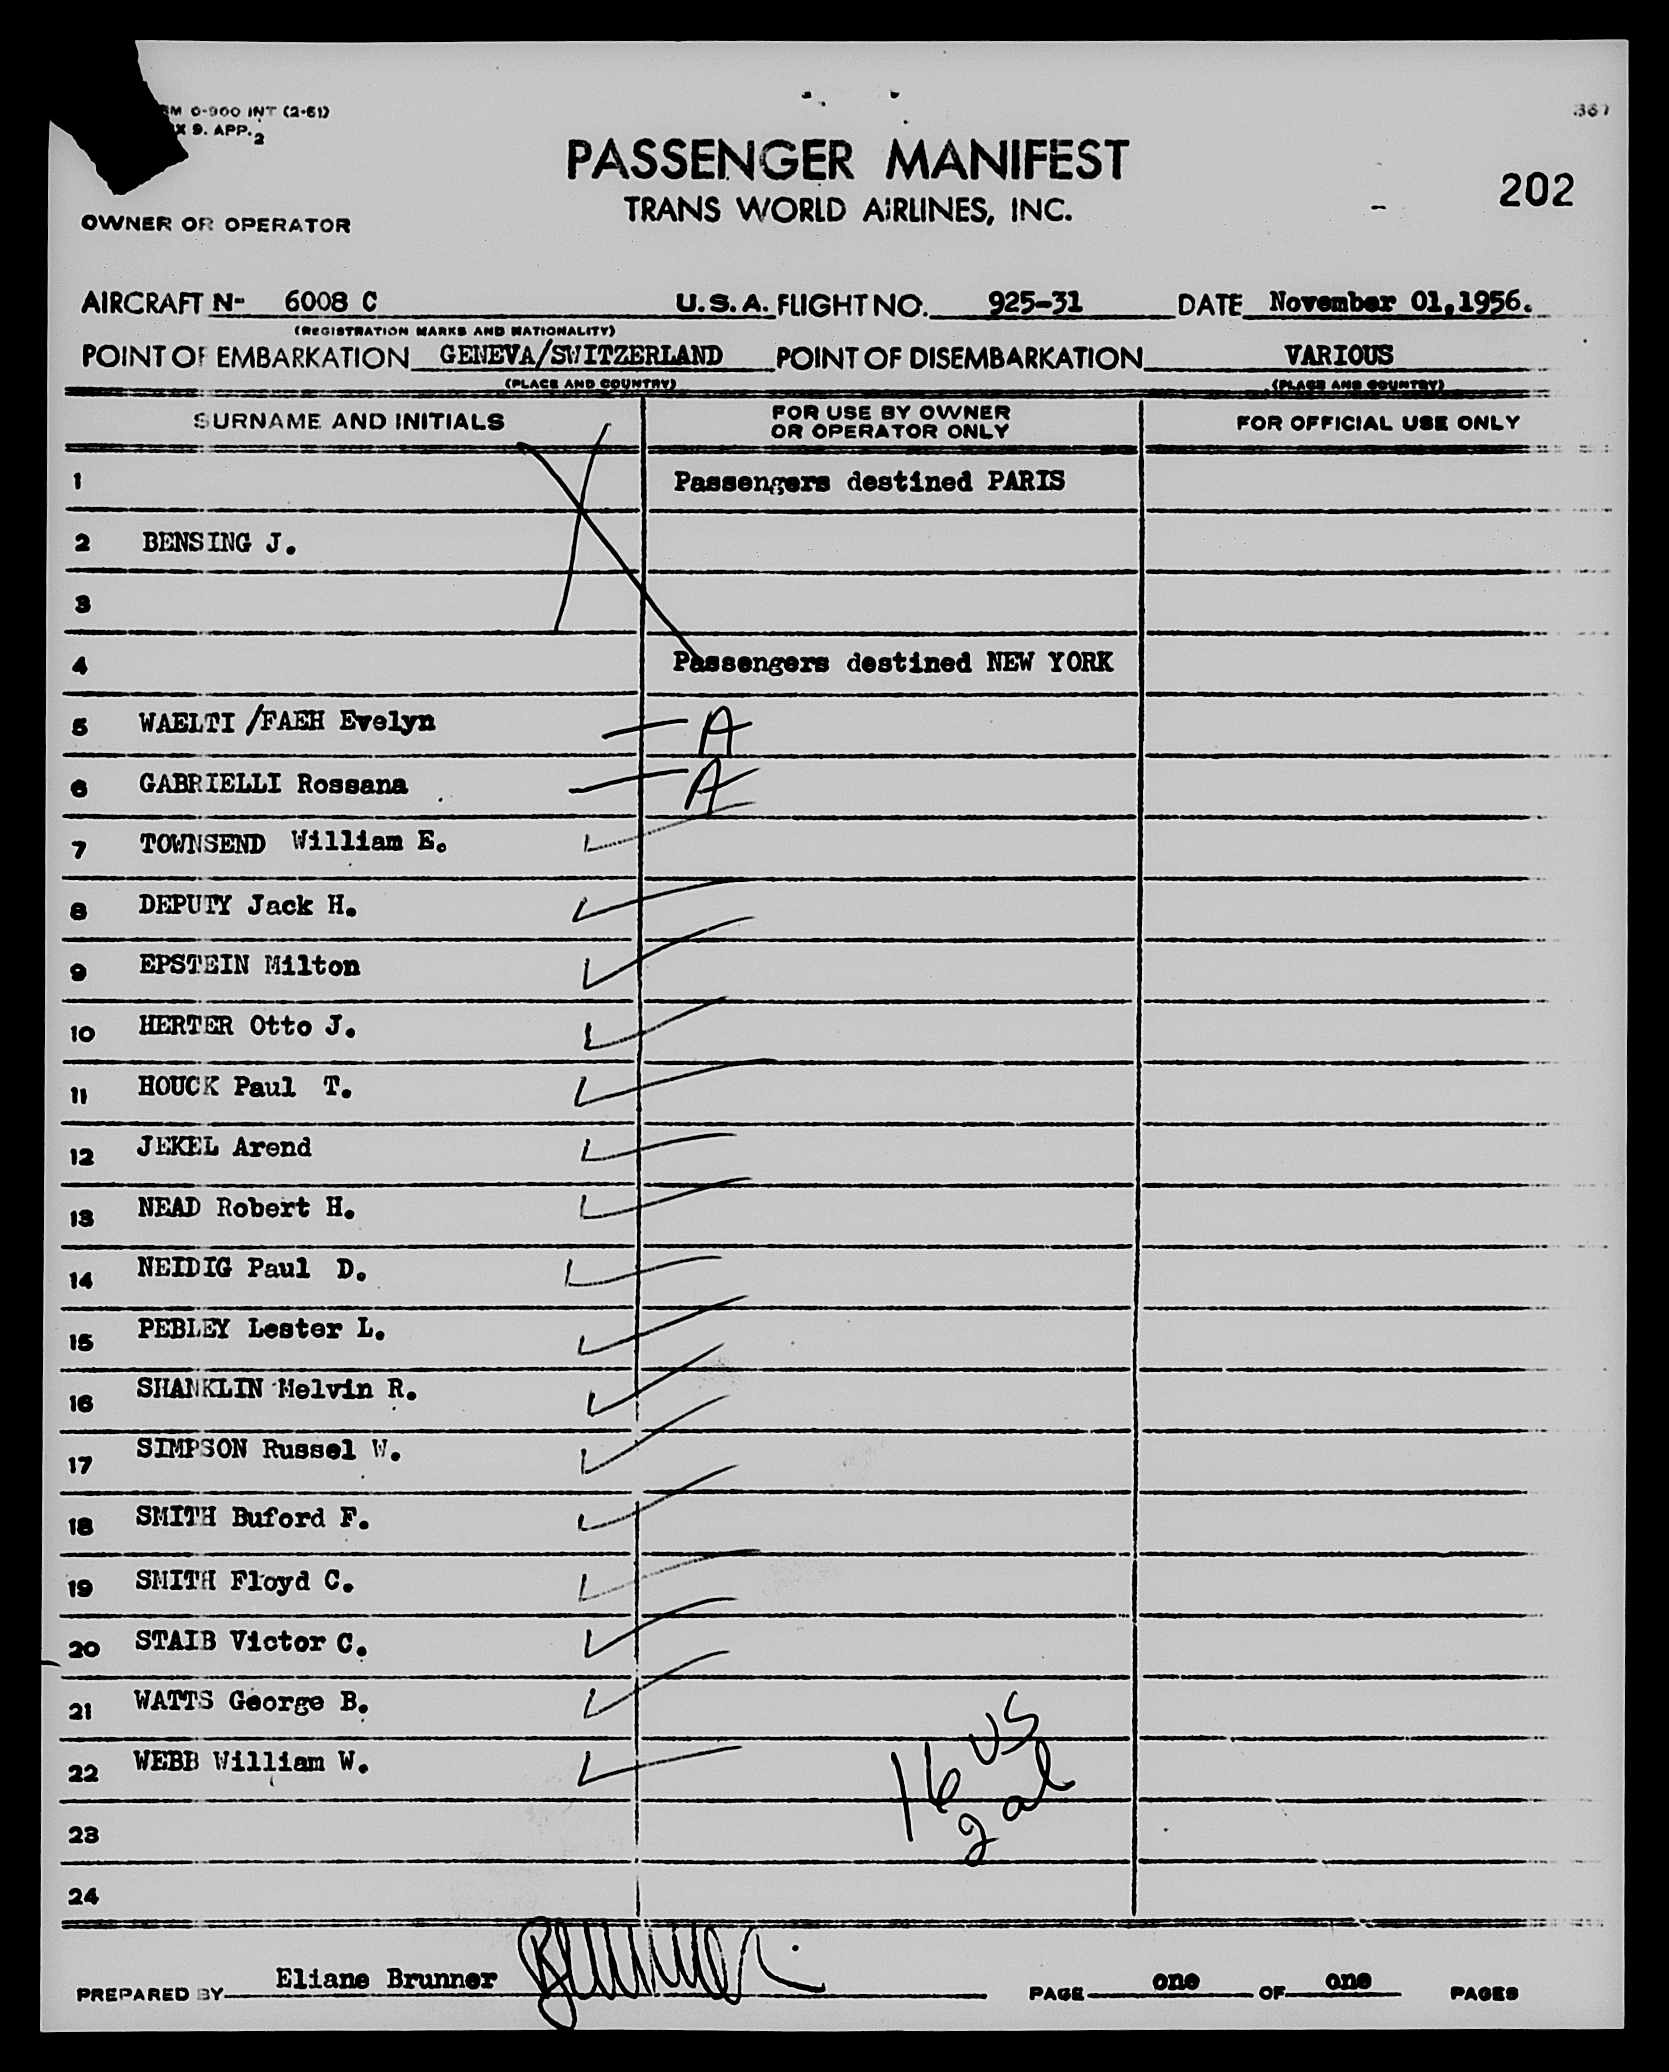 0-900 INT (2-51)
9. APP. 2
367
PASSENGER MANIFEST
202
TRANS WORLD AIRLINES, INC.
OWNER OR OPERATOR
AIRCRAFT N- 6008 C U.S.A. FLIGHT NO. 925-31 DATE November 01,1956.
(REGISTRATION MARKS AND NATIONALITY)
POINT OF EMBARKATION GENEVA/SWITZERLAND POINT OF DISEMBARKATION VARIOUS
(PLACE AND COUNTRY) (PLACE AND COUNTRY)
SURNAME AND INITIALS FOR USE BY OWNER OR OPERATOR ONLY FOR OFFICIAL USE ONLY
1 Passengers destined PARIS
2 BENSING J.
3
4 Passengers destined NEW YORK
5 WAELTI /FAEH Evelyn A
6 GABRIELLI Rossana A
7 TOWNSEND William E.
8 DEPUTY Jack H.
9 EPSTEIN Milton
10 HERTER Otto J.
11 HOUCK Paul T.
12 JEKEL Arend
13 NEAD Robert H.
14 NEIDIG Paul D.
15 PEBLEY Lester L.
16 SHANKLIN Melvin R.
17 SIMPSON Russel W.
18 SMITH Buford F.
19 SMITH Floyd C.
20 STAIB Victor C.
21 WATTS George B.
22 WEBB William W.
16 US
2 al
23
24
PREPARED BY Eliane Brunner Brunner PAGE one OF one PAGES